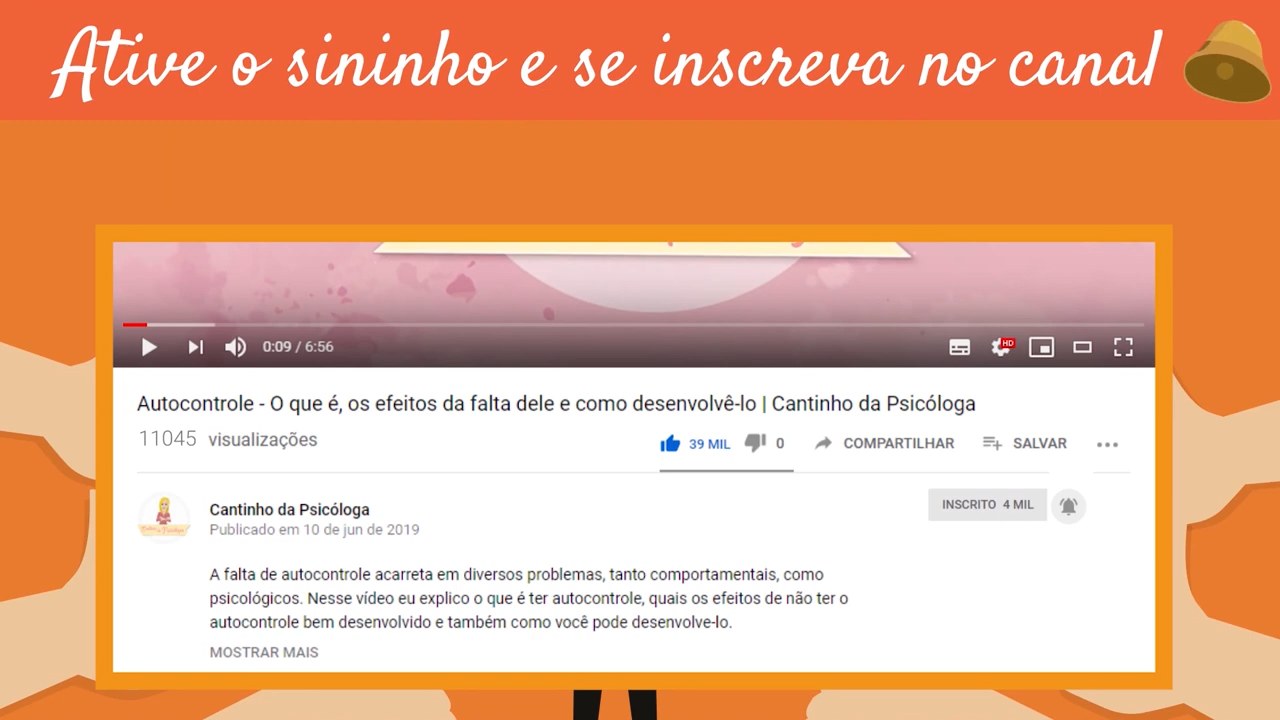 Ative o sininho e se inscreva no canal
0:09 / 6:56
HD
Autocontrole - O que é, os efeitos da falta dele e como desenvolvê-lo | Cantinho da Psicóloga
11045 visualizações
39 MIL 0 COMPARTILHAR SALVAR
Cantinho da Psicóloga
Publicado em 10 de jun de 2019
INSCRITO 4 MIL
A falta de autocontrole acarreta em diversos problemas, tanto comportamentais, como
psicológicos. Nesse vídeo eu explico o que é ter autocontrole, quais os efeitos de não ter o
autocontrole bem desenvolvido e também como você pode desenvolve-lo.
MOSTRAR MAIS